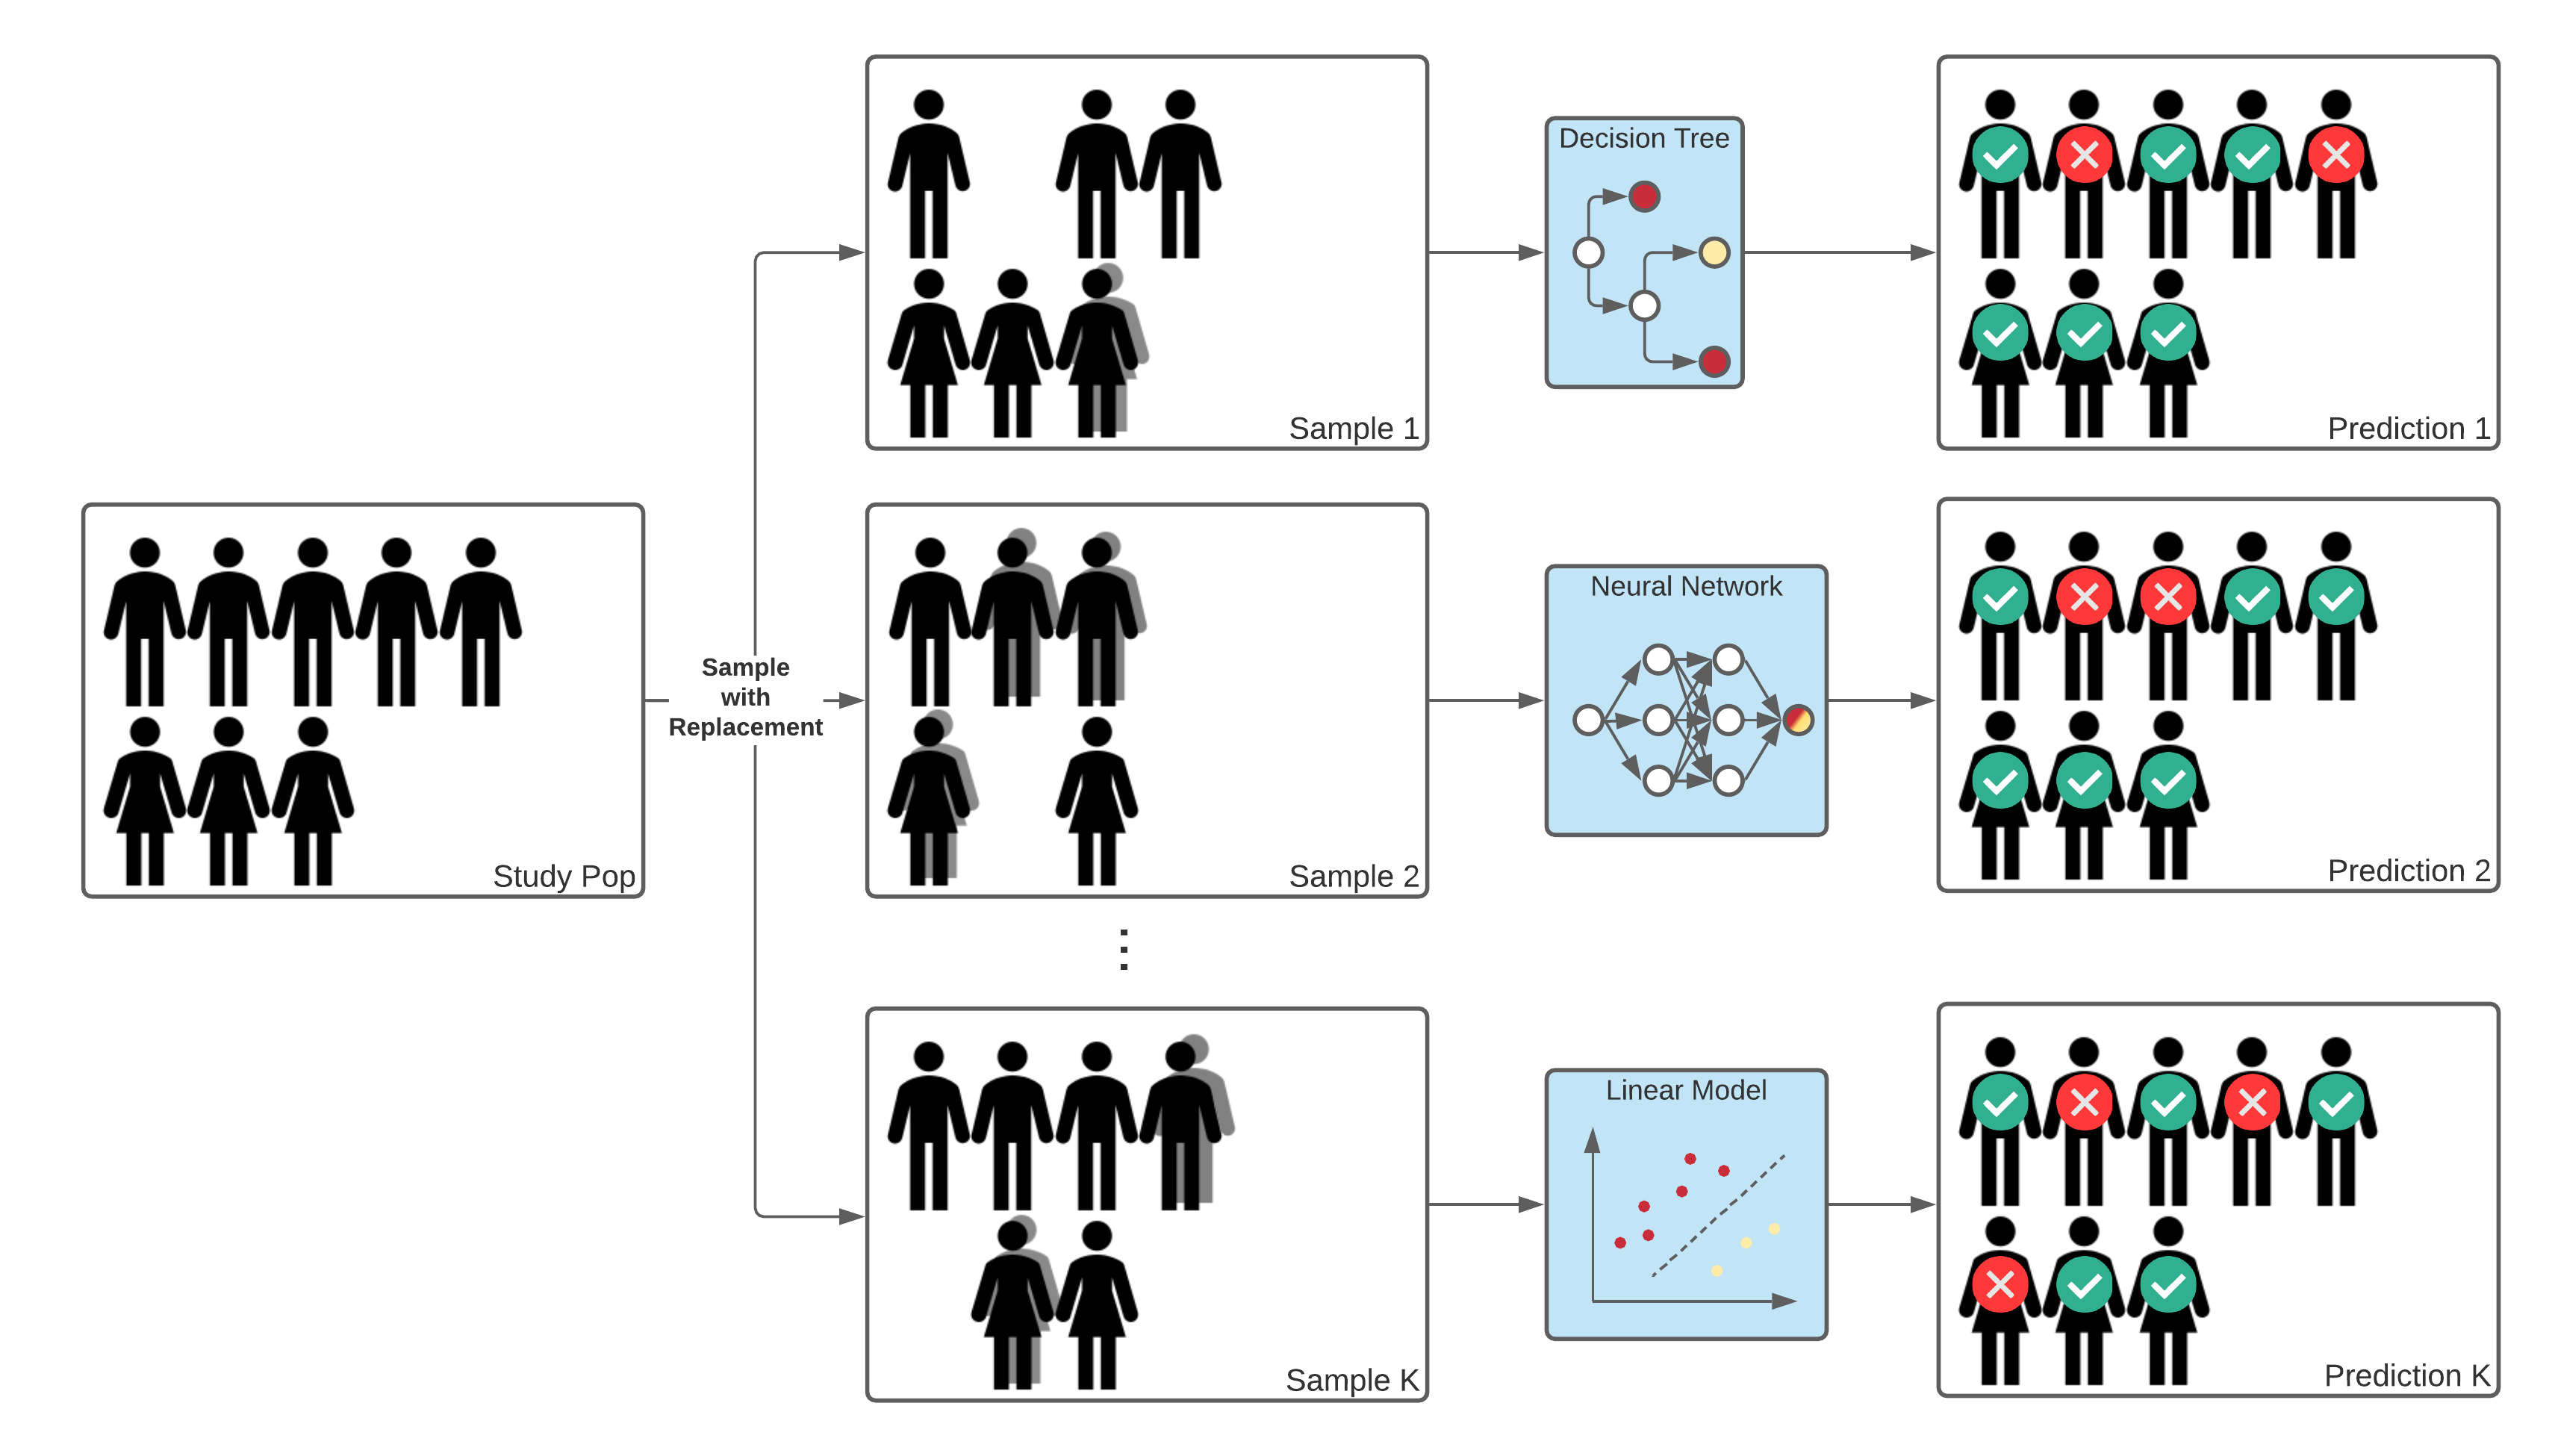 Study Pop
Sample
with
Replacement
Sample 1
Decision Tree
Prediction 1
Sample 2
Neural Network
Prediction 2
Sample K
Linear Model
Prediction K